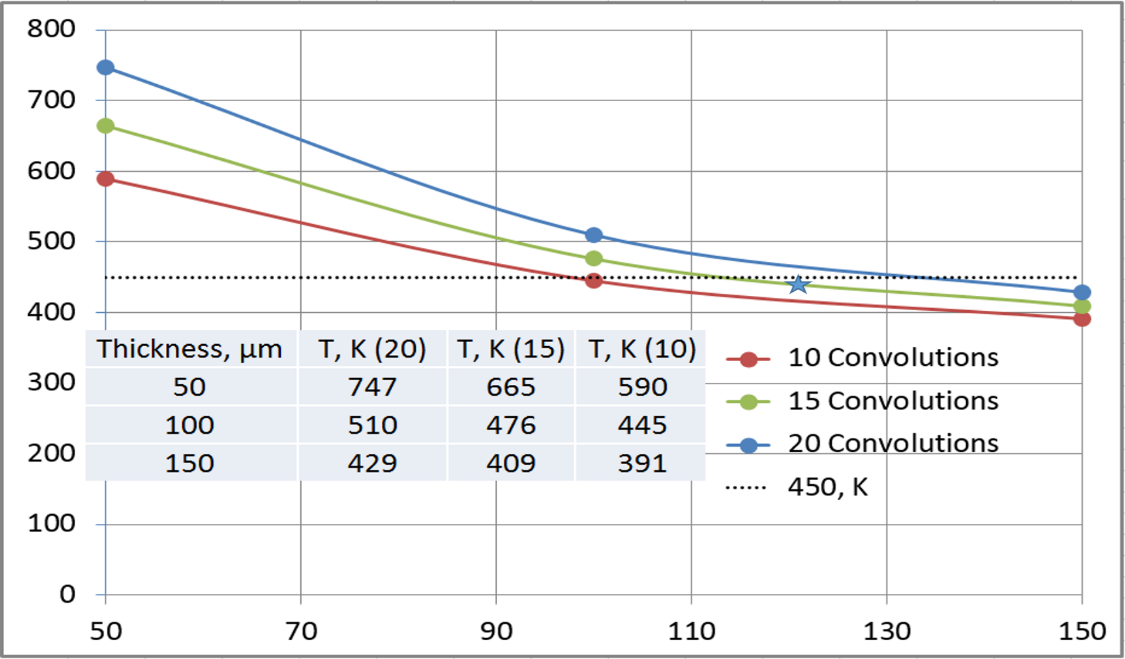 800
700
600
500
400
300
200
100
0
50 70 90 110 130 150
Thickness, µm T, K (20) T, K (15) T, K (10)
50 747 665 590
100 510 476 445
150 429 409 391
10 Convolutions
15 Convolutions
20 Convolutions
450, K